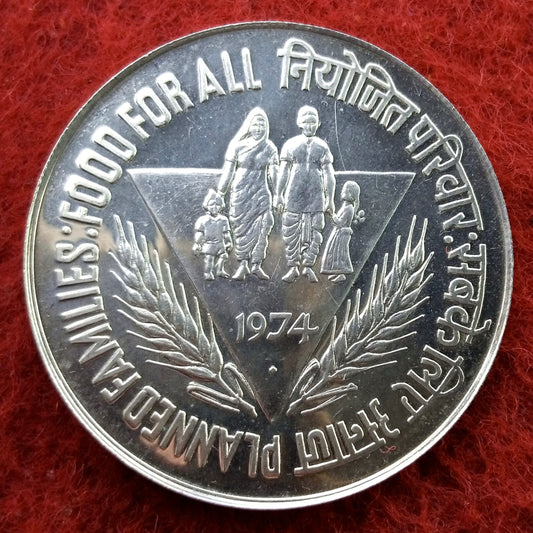 PLANNED FAMILIES: FOOD FOR ALL
नियोजित परिवार: सबके लिए अनाज
1974